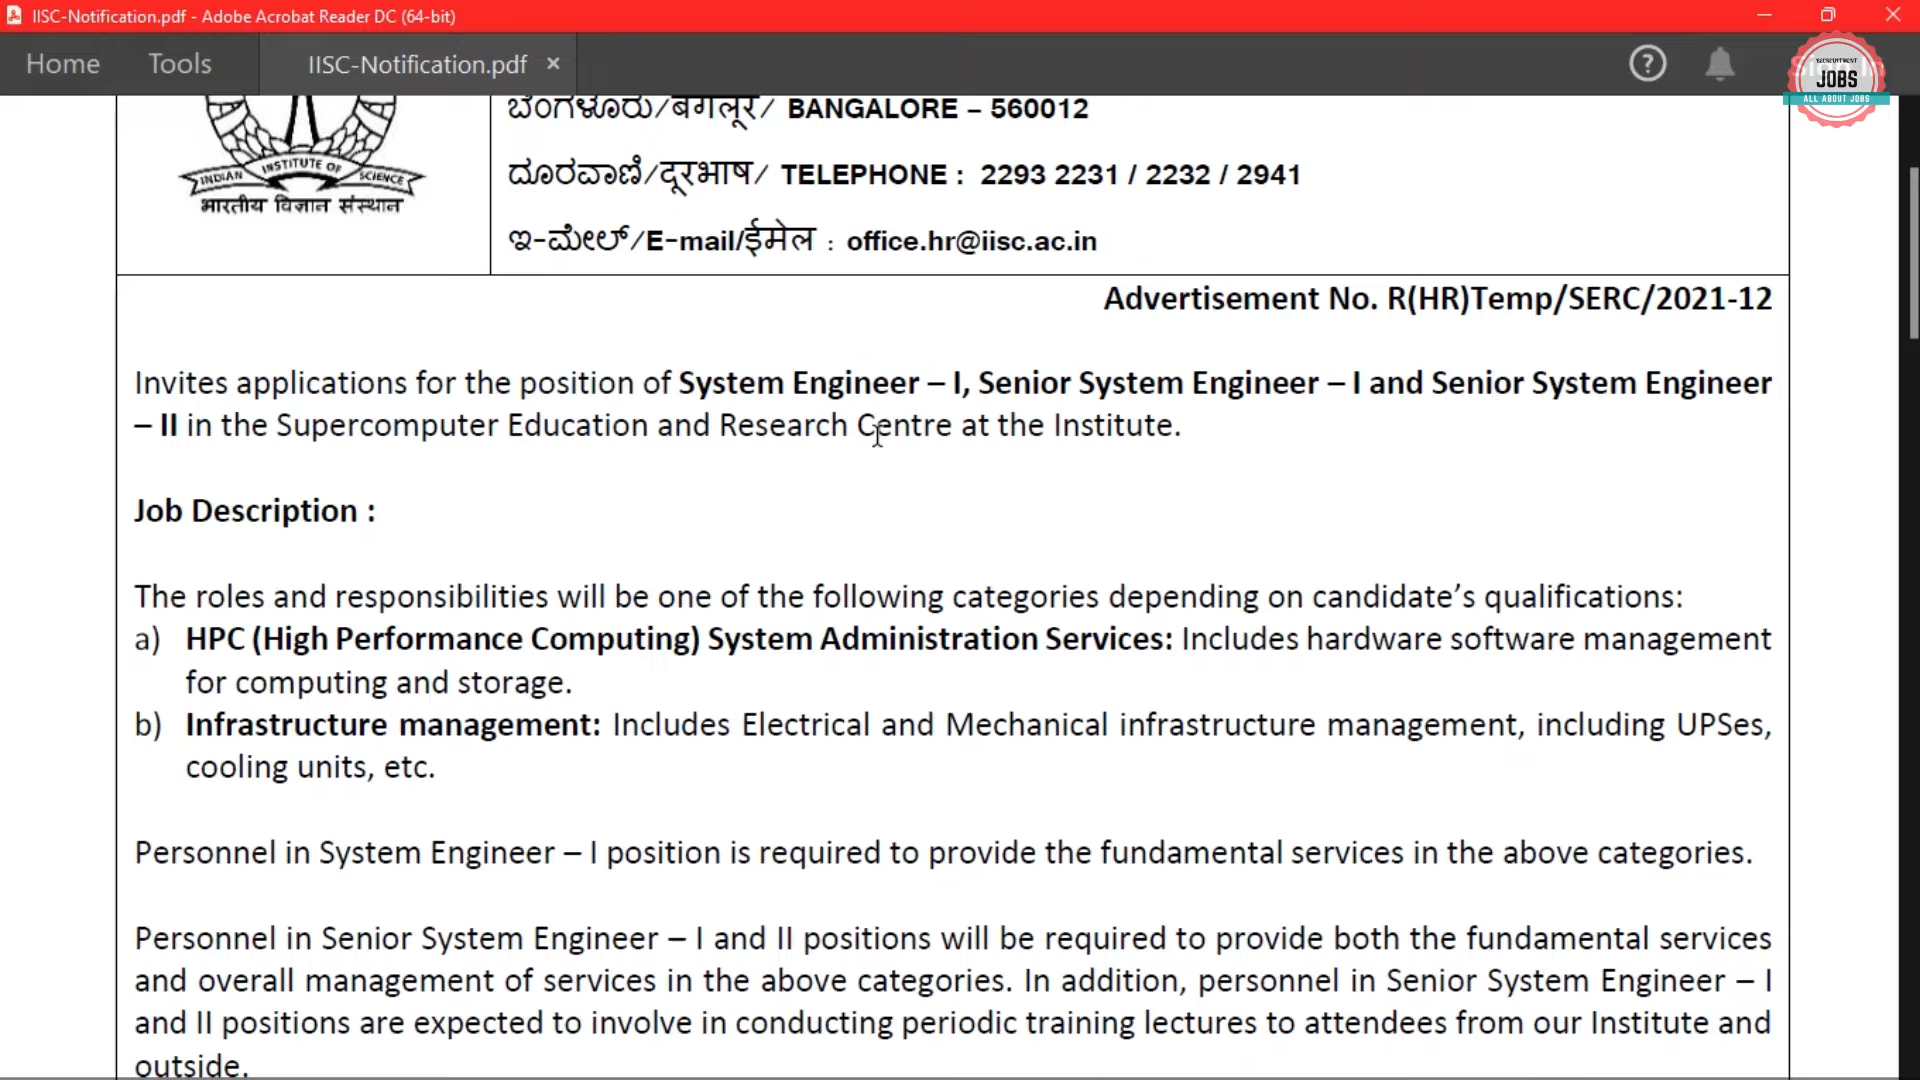 IISC-Notification.pdf - Adobe Acrobat Reader DC (64-bit)
Home Tools IISC-Notification.pdf ×
RECRUITMENT
JOBS
ALL ABOUT JOBS
ಬೆಂಗಳೂರು/बेंगलूर/ BANGALORE – 560012
ದೂರವಾಣಿ/दूरभाष/ TELEPHONE : 2293 2231 / 2232 / 2941
ಇ-ಮೇಲ್/E-mail/ईमेल : office.hr@iisc.ac.in
INDIAN INSTITUTE OF SCIENCE
भारतीय विज्ञान संस्थान
Advertisement No. R(HR)Temp/SERC/2021-12
Invites applications for the position of System Engineer – I, Senior System Engineer – I and Senior System Engineer
– II in the Supercomputer Education and Research Centre at the Institute.
Job Description :
The roles and responsibilities will be one of the following categories depending on candidate’s qualifications:
a) HPC (High Performance Computing) System Administration Services: Includes hardware software management
for computing and storage.
b) Infrastructure management: Includes Electrical and Mechanical infrastructure management, including UPSes,
cooling units, etc.
Personnel in System Engineer – I position is required to provide the fundamental services in the above categories.
Personnel in Senior System Engineer – I and II positions will be required to provide both the fundamental services
and overall management of services in the above categories. In addition, personnel in Senior System Engineer – I
and II positions are expected to involve in conducting periodic training lectures to attendees from our Institute and
outside.